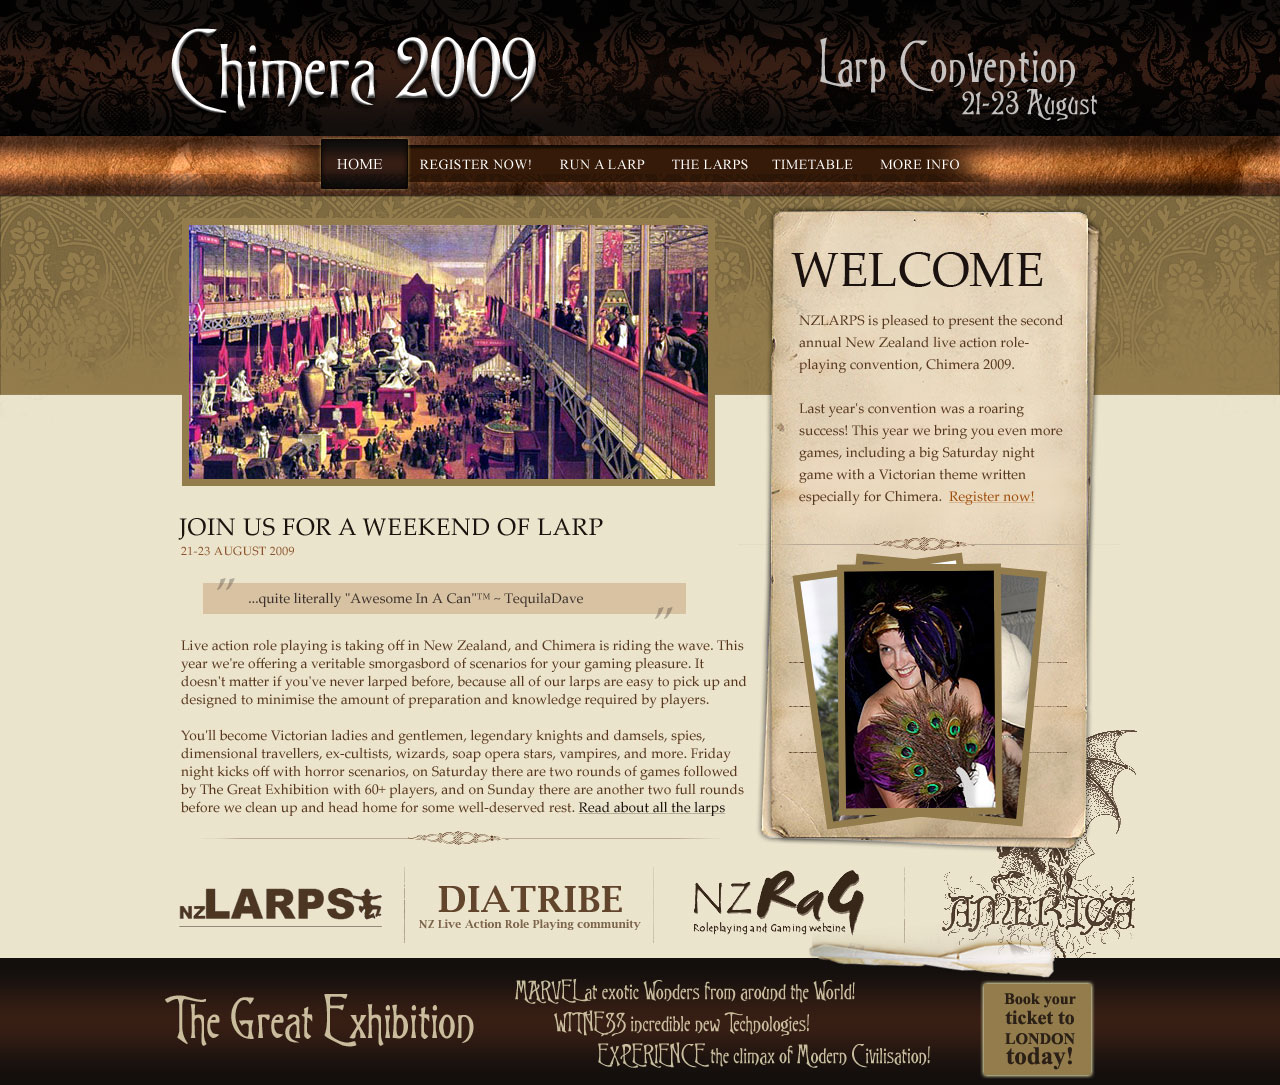 Chimera 2009
Larp Convention
21-23 August
HOME
REGISTER NOW!
RUN A LARP
THE LARPS
TIMETABLE
MORE INFO
WELCOME
NZLARPS is pleased to present the second
annual New Zealand live action role-
playing convention, Chimera 2009.
Last year's convention was a roaring
success! This year we bring you even more
games, including a big Saturday night
game with a Victorian theme written
especially for Chimera. Register now!
JOIN US FOR A WEEKEND OF LARP
21-23 AUGUST 2009
"
...quite literally "Awesome In A Can"™ ~ TequilaDave
"
Live action role playing is taking off in New Zealand, and Chimera is riding the wave. This
year we're offering a veritable smorgasbord of scenarios for your gaming pleasure. It
doesn't matter if you've never larped before, because all of our larps are easy to pick up and
designed to minimise the amount of preparation and knowledge required by players.
You'll become Victorian ladies and gentlemen, legendary knights and damsels, spies,
dimensional travellers, ex-cultists, wizards, soap opera stars, vampires, and more. Friday
night kicks off with horror scenarios, on Saturday there are two rounds of games followed
by The Great Exhibition with 60+ players, and on Sunday there are another two full rounds
before we clean up and head home for some well-deserved rest. Read about all the larps
NZLARPS
DIATRIBE
NZ Live Action Role Playing community
NZRaG
Roleplaying and Gaming webzine
AMERICA
The Great Exhibition
MARVEL at exotic Wonders from around the World!
WITNESS incredible new Technologies!
EXPERIENCE the climax of Modern Civilisation!
Book your
ticket to
LONDON
today!